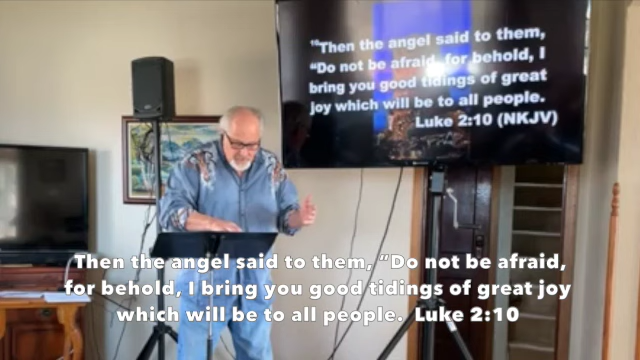 ¹⁰Then the angel said to them,
“Do not be afraid, for behold, I
bring you good tidings of great
joy which will be to all people.
Luke 2:10 (NKJV)
Then the angel said to them, “Do not be afraid,
for behold, I bring you good tidings of great joy
which will be to all people. Luke 2:10